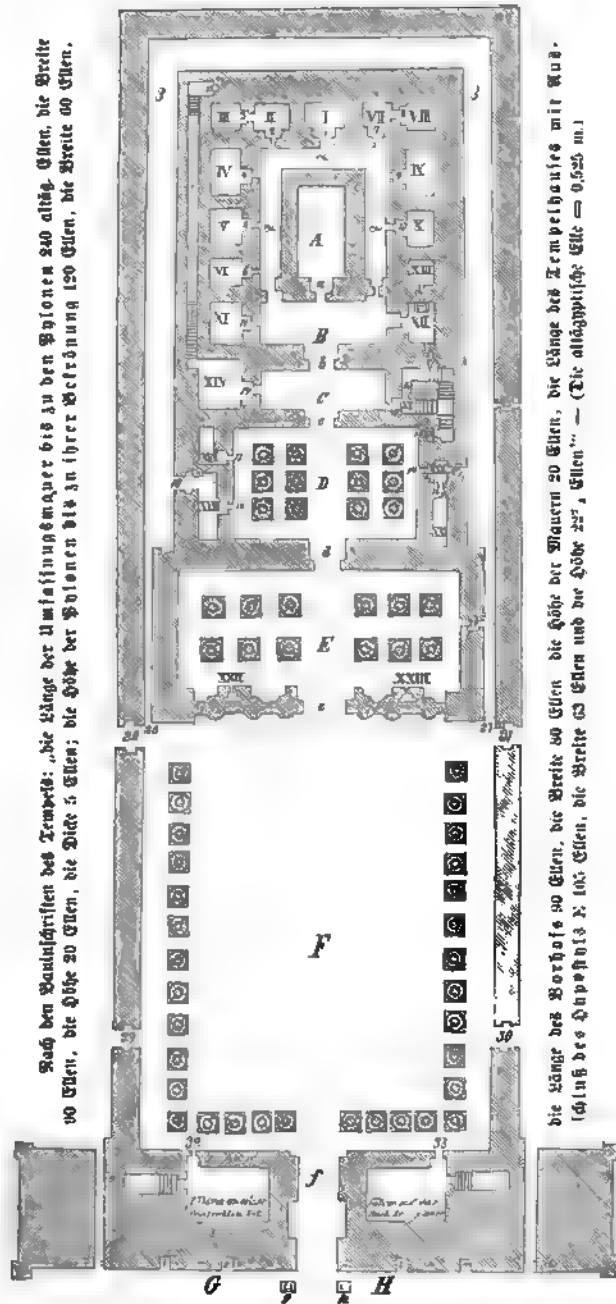 Nach den Bauinschriften des Tempels: „die Länge der Umfassungsmauer bis zu den Pylonen 240 altäg. Ellen, die Breite
90 Ellen, die Höhe 20 Ellen, die Dicke 5 Ellen; die Höhe der Pylonen bis zu ihrer Bekrönung 120 Ellen, die Breite 60 Ellen,
3 3
III II I VII VIII
IV IX
V A X
VI XIII
XI XII
B
b
XIV C
c
D
d
E
XXII XXIII
e
28 27
F
30
33
f
G H
g h
die Länge des Vorhofs 90 Ellen, die Breite 80 Ellen, die Höhe der Mauern 20 Ellen, die Länge des Tempelhauses mit Aus-
schluß des Hypostyls E 105 Ellen, die Breite 63 Ellen und die Höhe Ellen“ — (Die altägyptische Elle = 0,525 m.)